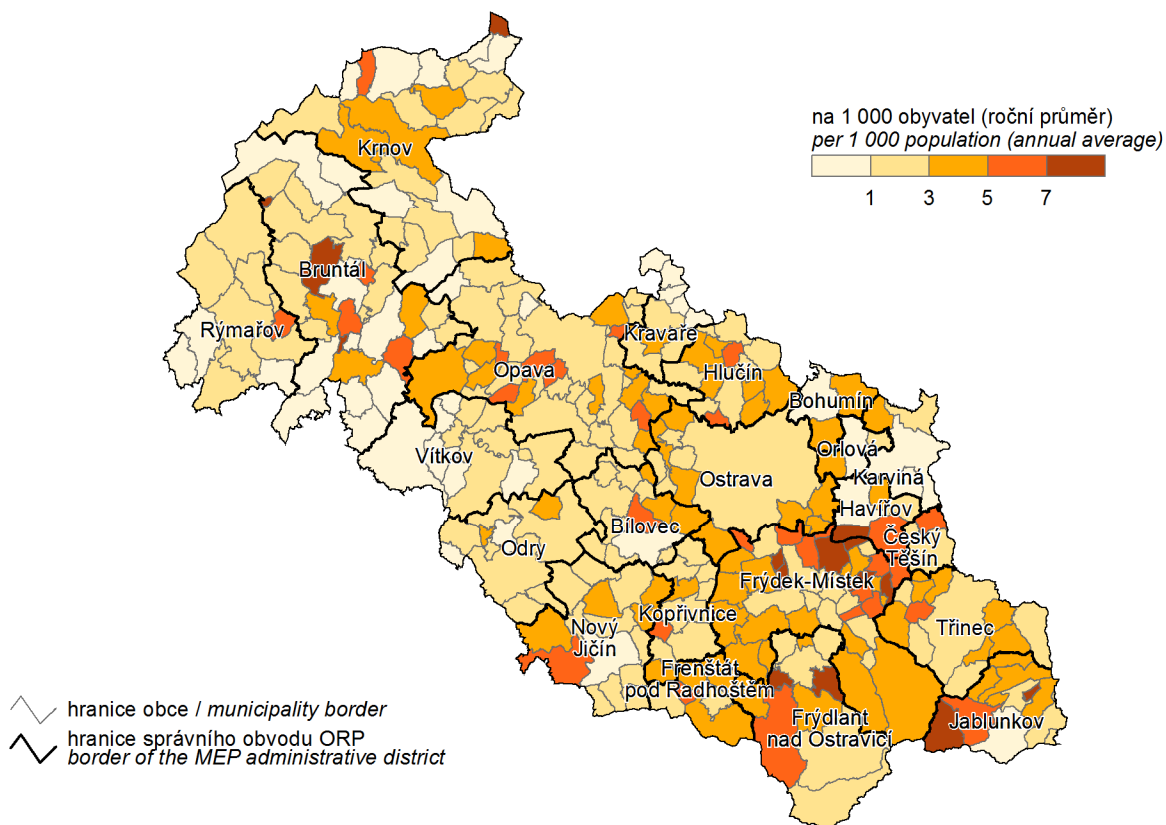 na 1 000 obyvatel (roční průměr)
per 1 000 population (annual average)
1 3 5 7
Krnov
Bruntál
Rýmařov
Kravaře
Opava
Hlučín
Bohumín
Vítkov
Orlová
Ostrava
Karviná
Havířov
Bílovec
Český
Těšín
Odry
Frýdek-Místek
Kopřivnice
Nový
Jičín
Třinec
Frenštát
pod Radhoštěm
Frýdlant
nad Ostravicí
Jablunkov
hranice obce / municipality border
hranice správního obvodu ORP
border of the MEP administrative district